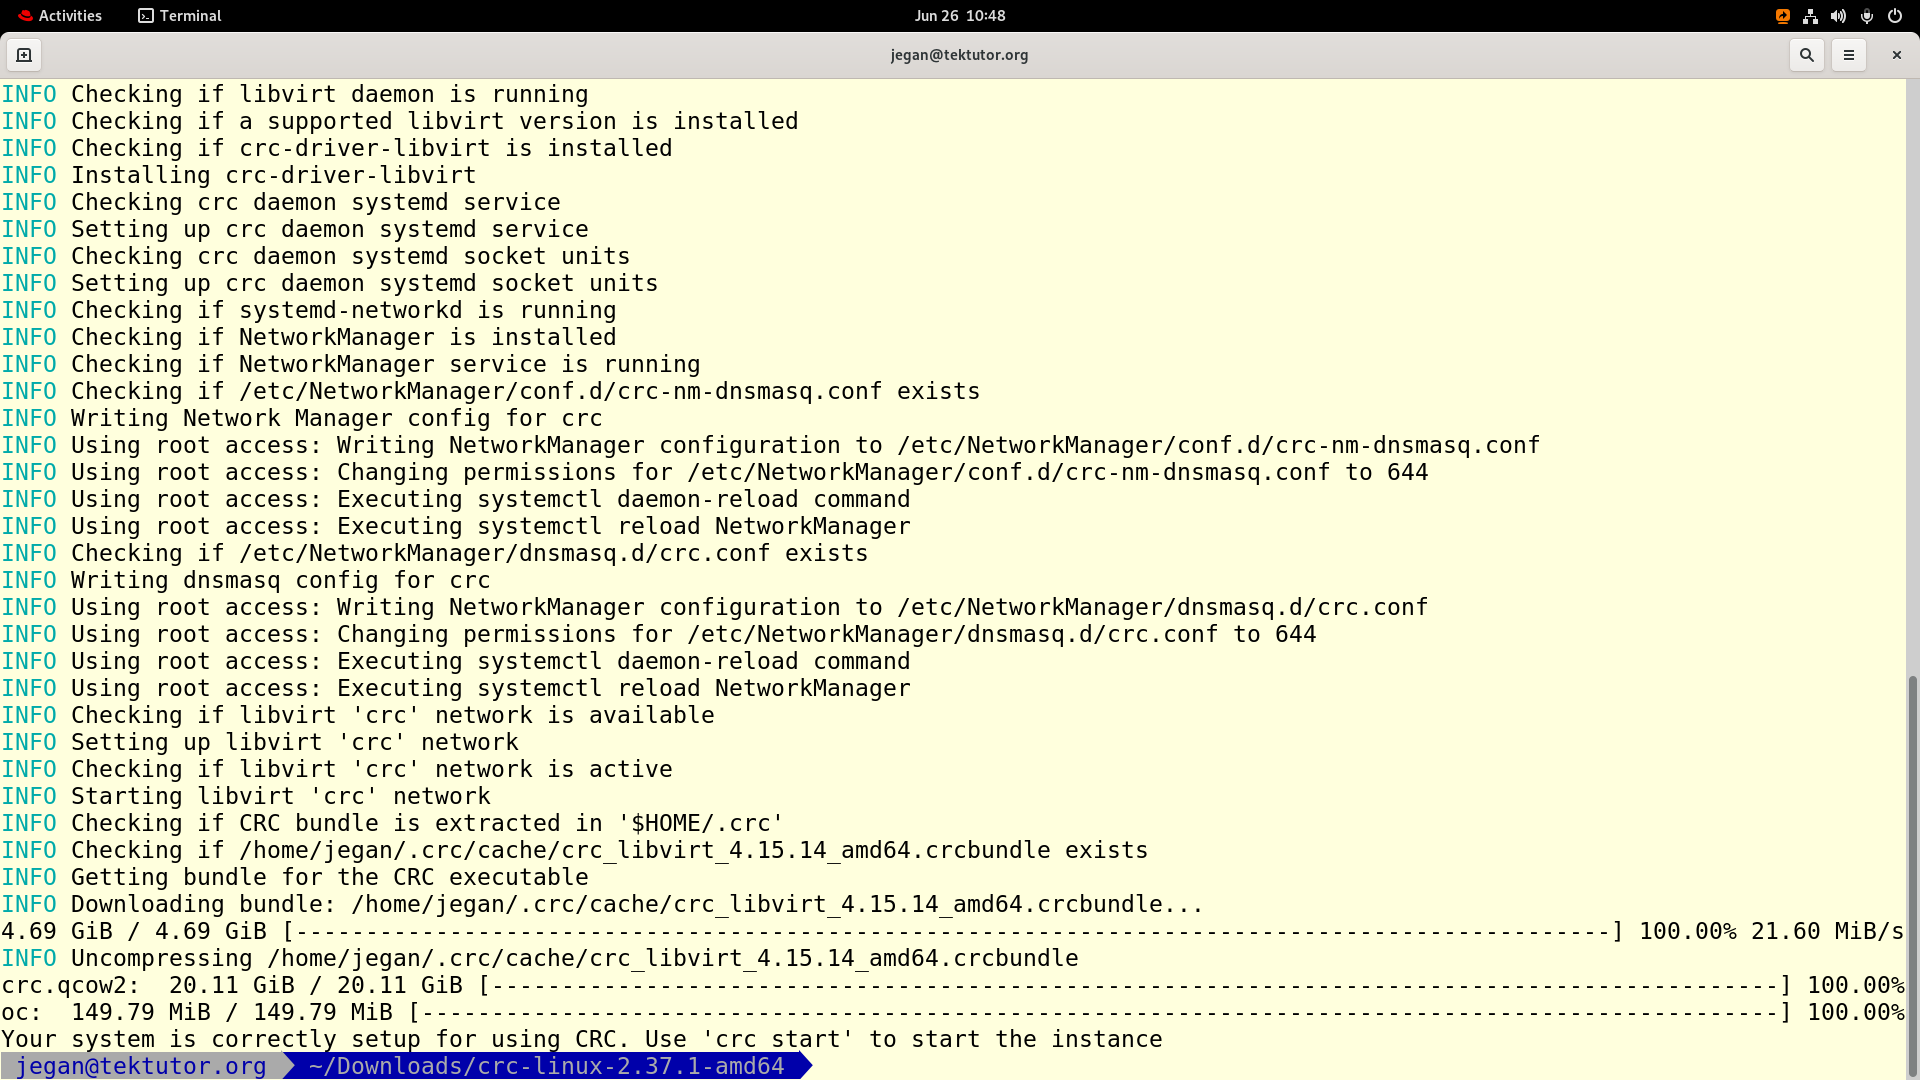 Activities Terminal Jun 26 10:48
jegan@tektutor.org
INFO Checking if libvirt daemon is running
INFO Checking if a supported libvirt version is installed
INFO Checking if crc-driver-libvirt is installed
INFO Installing crc-driver-libvirt
INFO Checking crc daemon systemd service
INFO Setting up crc daemon systemd service
INFO Checking crc daemon systemd socket units
INFO Setting up crc daemon systemd socket units
INFO Checking if systemd-networkd is running
INFO Checking if NetworkManager is installed
INFO Checking if NetworkManager service is running
INFO Checking if /etc/NetworkManager/conf.d/crc-nm-dnsmasq.conf exists
INFO Writing Network Manager config for crc
INFO Using root access: Writing NetworkManager configuration to /etc/NetworkManager/conf.d/crc-nm-dnsmasq.conf
INFO Using root access: Changing permissions for /etc/NetworkManager/conf.d/crc-nm-dnsmasq.conf to 644
INFO Using root access: Executing systemctl daemon-reload command
INFO Using root access: Executing systemctl reload NetworkManager
INFO Checking if /etc/NetworkManager/dnsmasq.d/crc.conf exists
INFO Writing dnsmasq config for crc
INFO Using root access: Writing NetworkManager configuration to /etc/NetworkManager/dnsmasq.d/crc.conf
INFO Using root access: Changing permissions for /etc/NetworkManager/dnsmasq.d/crc.conf to 644
INFO Using root access: Executing systemctl daemon-reload command
INFO Using root access: Executing systemctl reload NetworkManager
INFO Checking if libvirt 'crc' network is available
INFO Setting up libvirt 'crc' network
INFO Checking if libvirt 'crc' network is active
INFO Starting libvirt 'crc' network
INFO Checking if CRC bundle is extracted in '$HOME/.crc'
INFO Checking if /home/jegan/.crc/cache/crc_libvirt_4.15.14_amd64.crcbundle exists
INFO Getting bundle for the CRC executable
INFO Downloading bundle: /home/jegan/.crc/cache/crc_libvirt_4.15.14_amd64.crcbundle...
4.69 GiB / 4.69 GiB [----------------------------------------------------------------------------------------------] 100.00% 21.60 MiB/s
INFO Uncompressing /home/jegan/.crc/cache/crc_libvirt_4.15.14_amd64.crcbundle
crc.qcow2:  20.11 GiB / 20.11 GiB [--------------------------------------------------------------------------------------------] 100.00%
oc:  149.79 MiB / 149.79 MiB [-------------------------------------------------------------------------------------------------] 100.00%
Your system is correctly setup for using CRC. Use 'crc start' to start the instance
jegan@tektutor.org ~/Downloads/crc-linux-2.37.1-amd64